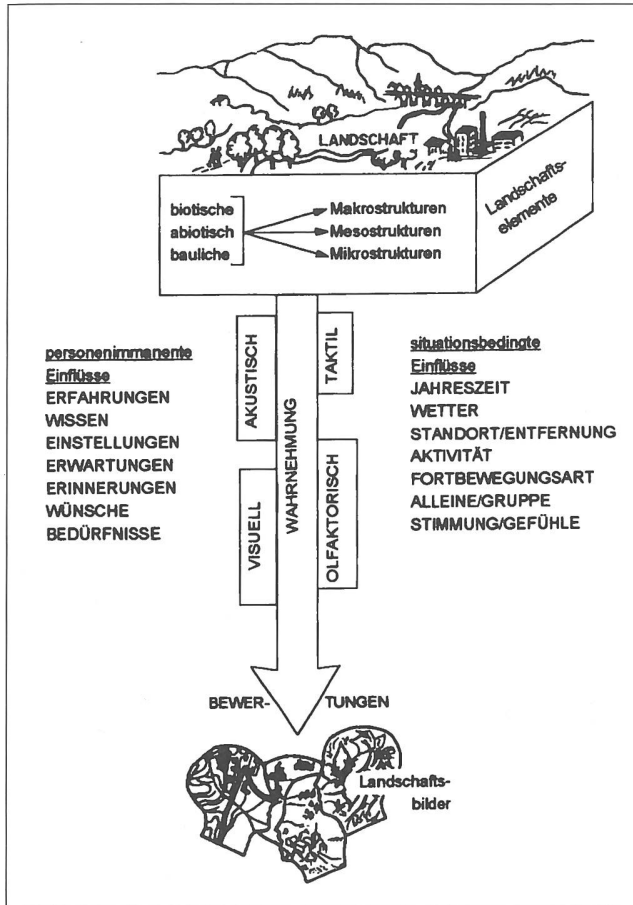 LANDSCHAFT
biotische
abiotisch
bauliche
Makrostrukturen
Mesostrukturen
Mikrostrukturen
Landschafts-
elemente
personenimmanente
Einflüsse
ERFAHRUNGEN
WISSEN
EINSTELLUNGEN
ERWARTUNGEN
ERINNERUNGEN
WÜNSCHE
BEDÜRFNISSE
AKUSTISCH
VISUELL
WAHRNEHMUNG
TAKTIL
OLFAKTORISCH
situationsbedingte
Einflüsse
JAHRESZEIT
WETTER
STANDORT/ENTFERNUNG
AKTIVITÄT
FORTBEWEGUNGSART
ALLEINE/GRUPPE
STIMMUNG/GEFÜHLE
BEWER- TUNGEN
Landschafts-
bilder